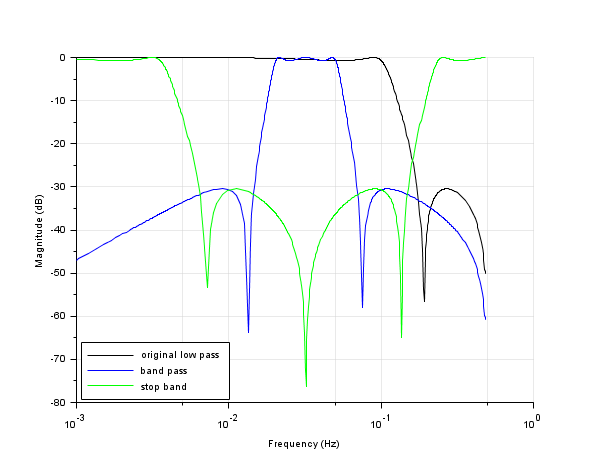 0
-10
-20
-30
-40
-50
-60
-70
-80
Magnitude (dB)
original low pass
band pass
stop band
10^-3 10^-2 10^-1 10^0
Frequency (Hz)